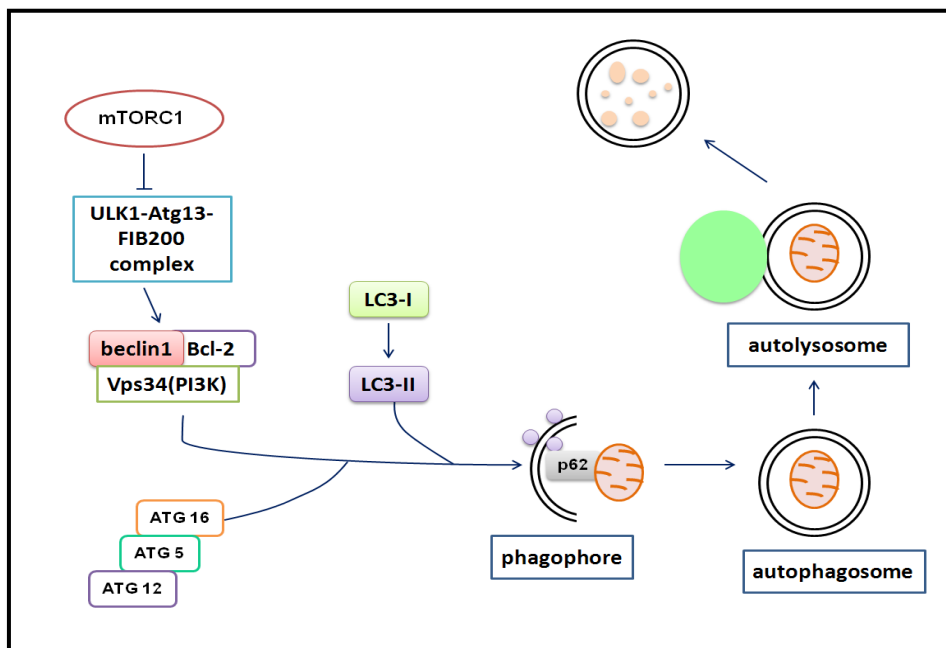 mTORC1
ULK1-Atg13-
FIB200
complex
beclin1
Bcl-2
Vps34(PI3K)
LC3-I
LC3-II
ATG 16
ATG 5
ATG 12
p62
phagophore
autophagosome
autolysosome